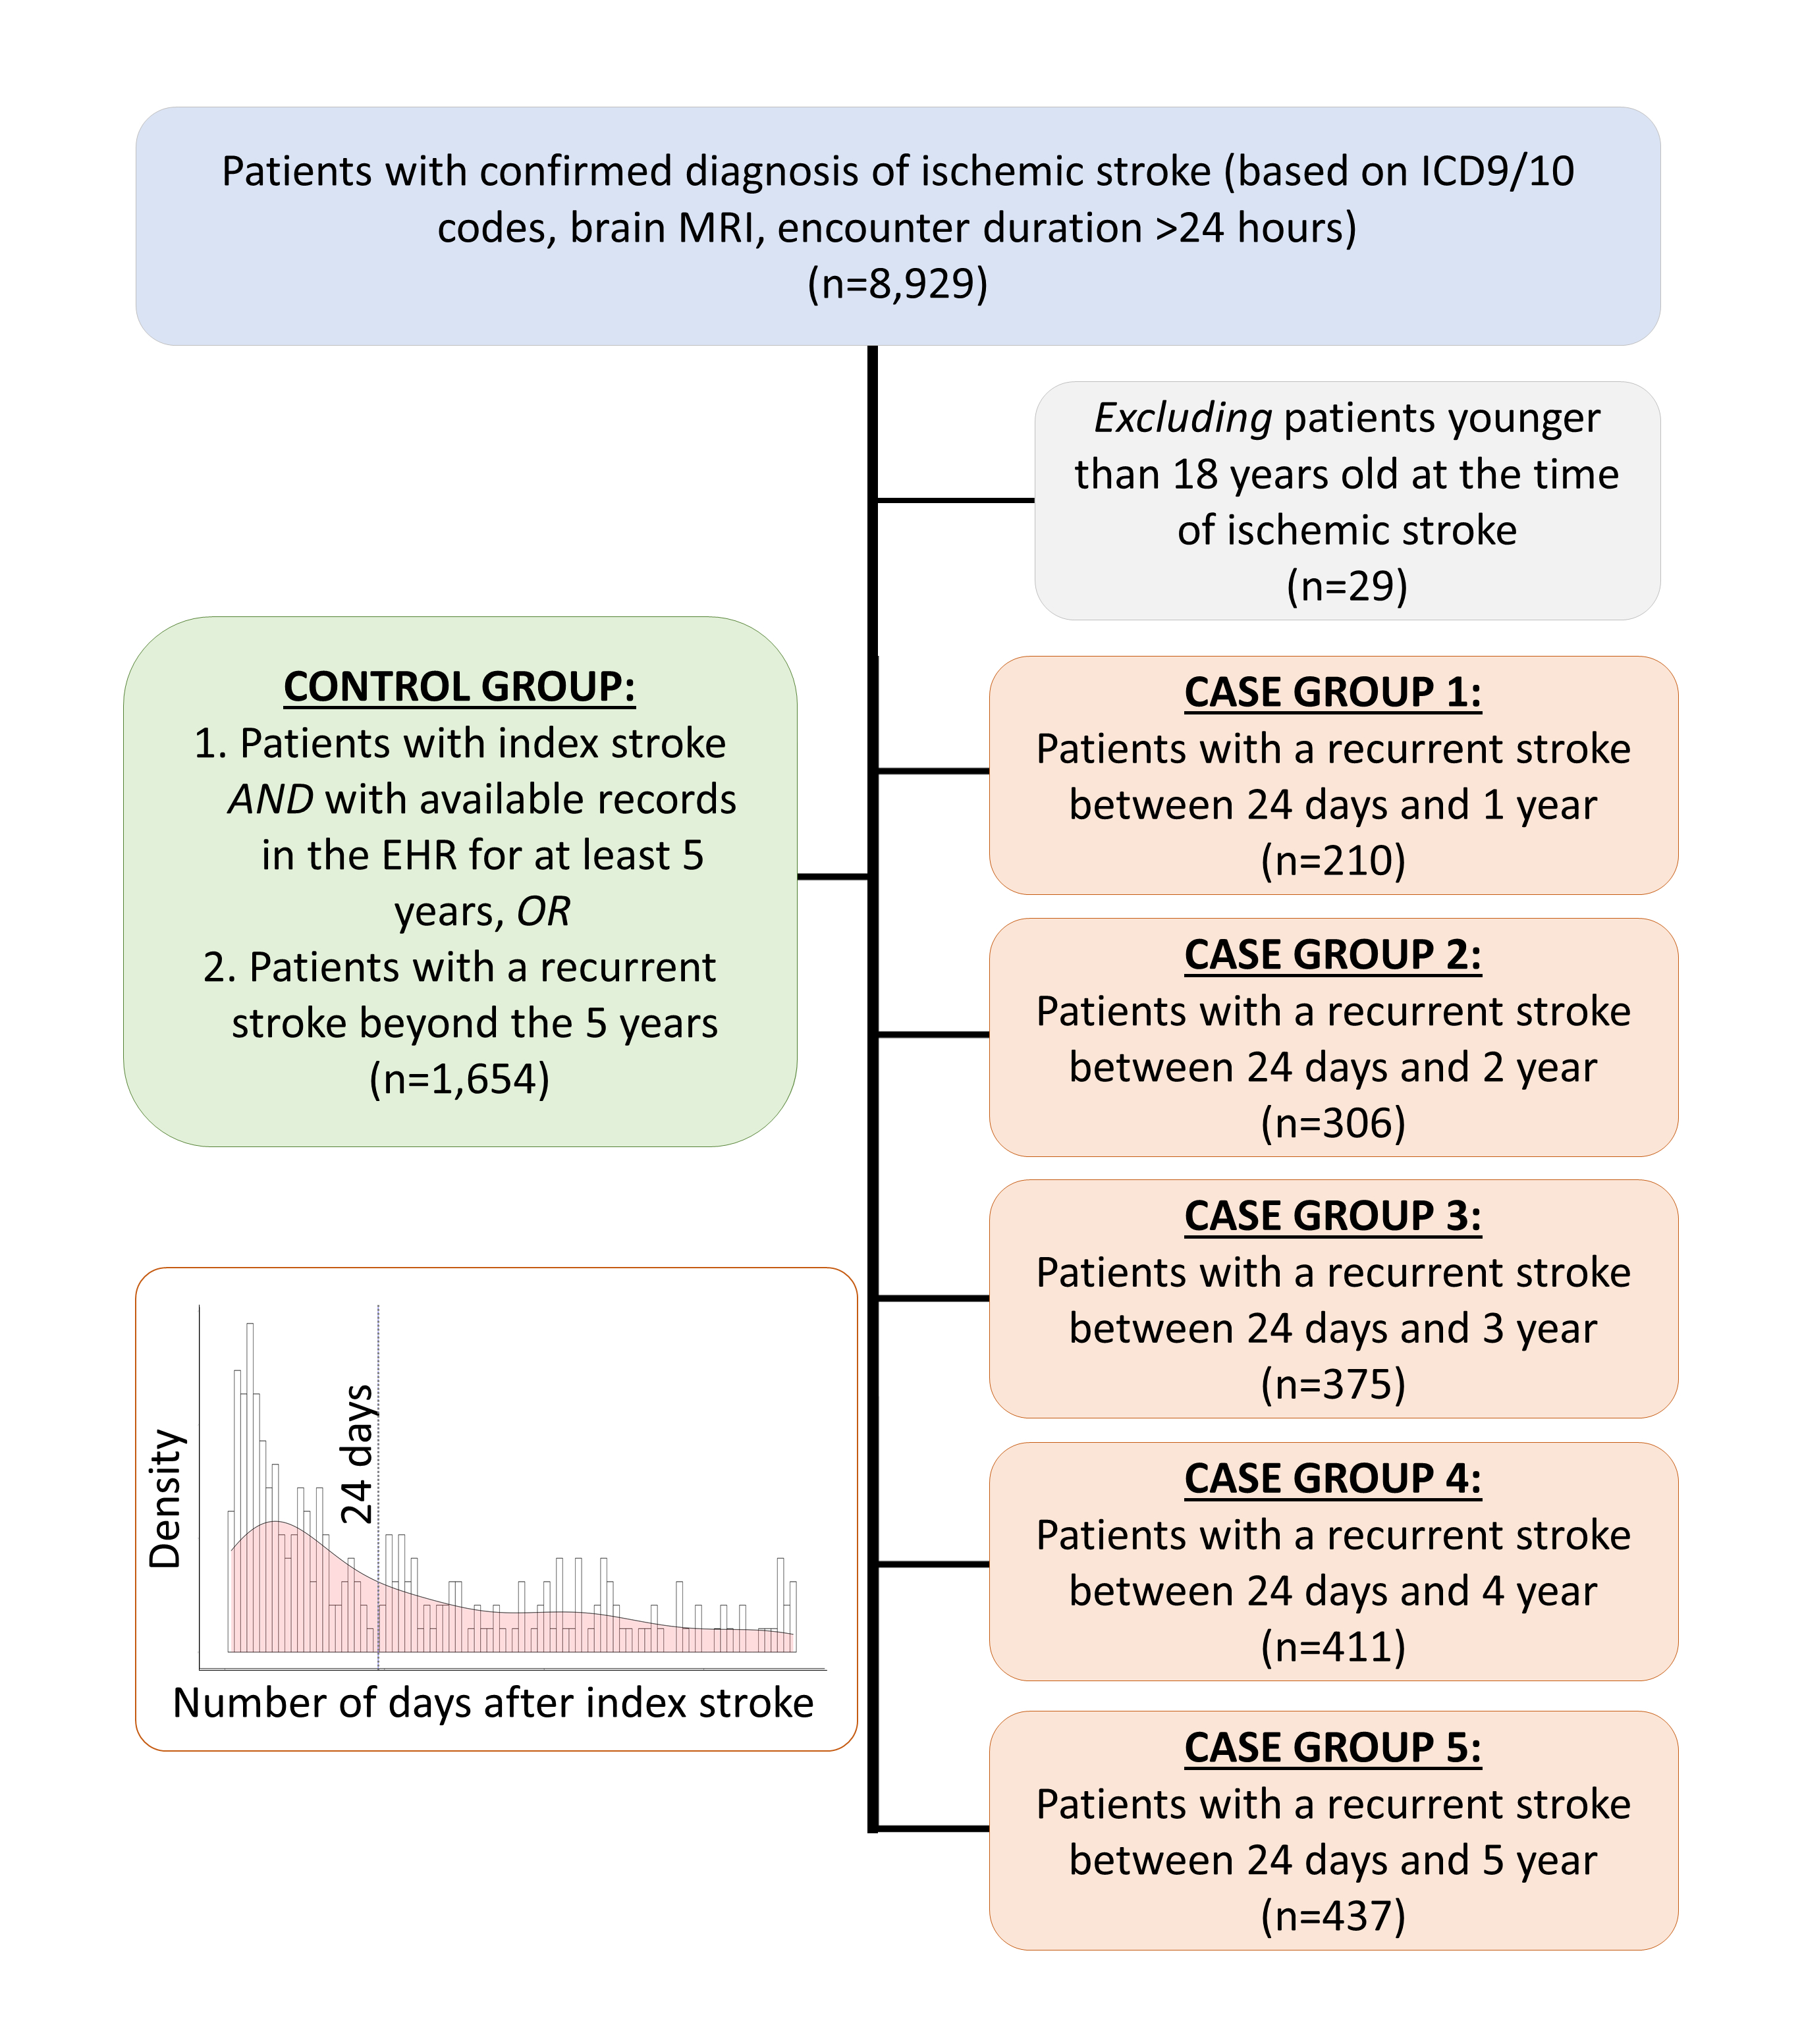 Patients with confirmed diagnosis of ischemic stroke (based on ICD9/10
codes, brain MRI, encounter duration >24 hours)
(n=8,929)
Excluding patients younger
than 18 years old at the time
of ischemic stroke
(n=29)
CONTROL GROUP:
1. Patients with index stroke
AND with available records
in the EHR for at least 5
years, OR
2. Patients with a recurrent
stroke beyond the 5 years
(n=1,654)
CASE GROUP 1:
Patients with a recurrent stroke
between 24 days and 1 year
(n=210)
CASE GROUP 2:
Patients with a recurrent stroke
between 24 days and 2 year
(n=306)
CASE GROUP 3:
Patients with a recurrent stroke
between 24 days and 3 year
(n=375)
CASE GROUP 4:
Patients with a recurrent stroke
between 24 days and 4 year
(n=411)
CASE GROUP 5:
Patients with a recurrent stroke
between 24 days and 5 year
(n=437)
Density
24 days
Number of days after index stroke